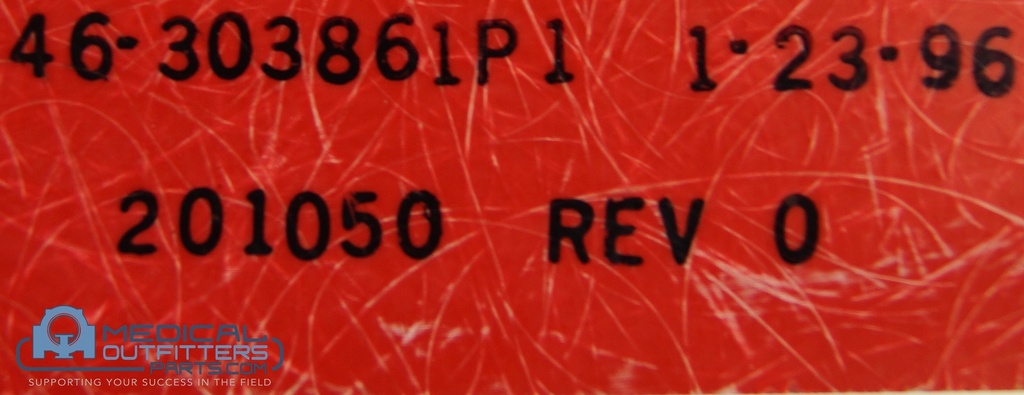 46-303861P1 1-23-96
201050 REV 0
MEDICAL
OUTFITTERS
PARTS.COM
SUPPORTING YOUR SUCCESS IN THE FIELD